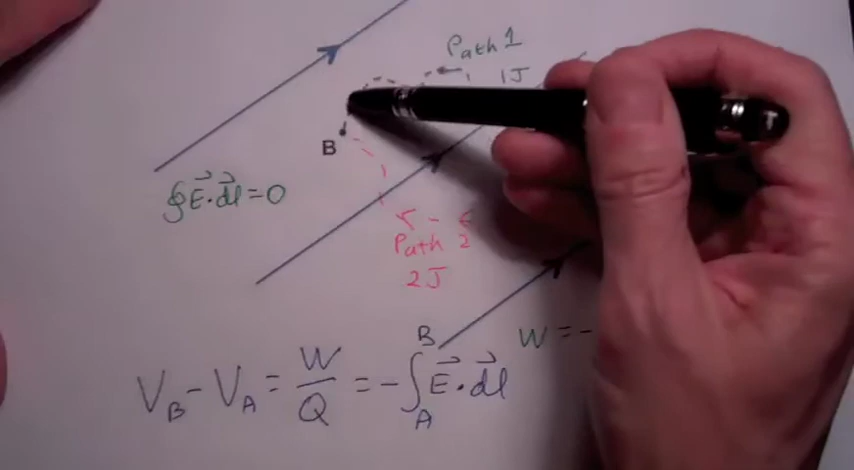 Path 1
1J
B
∮E⃗·dl⃗=0
Path 2
2J
W = -
V_B - V_A = W/Q = -∫_A^B E⃗·dl⃗